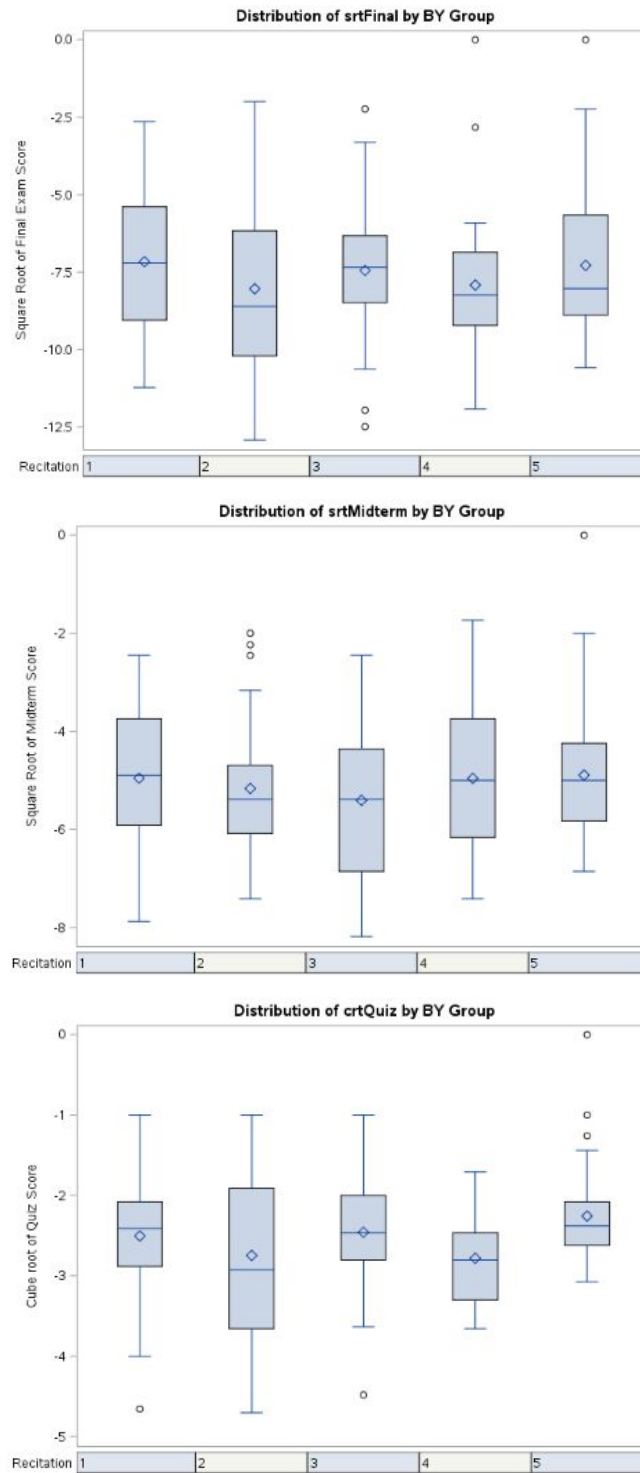 Distribution of srtFinal by BY Group
Square Root of Final Exam Score
0.0
-2.5
-5.0
-7.5
-10.0
-12.5
Recitation 1 2 3 4 5
Distribution of srtMidterm by BY Group
Square Root of Midterm Score
0
-2
-4
-6
-8
Recitation 1 2 3 4 5
Distribution of crtQuiz by BY Group
Cube root of Quiz Score
0
-1
-2
-3
-4
-5
Recitation 1 2 3 4 5